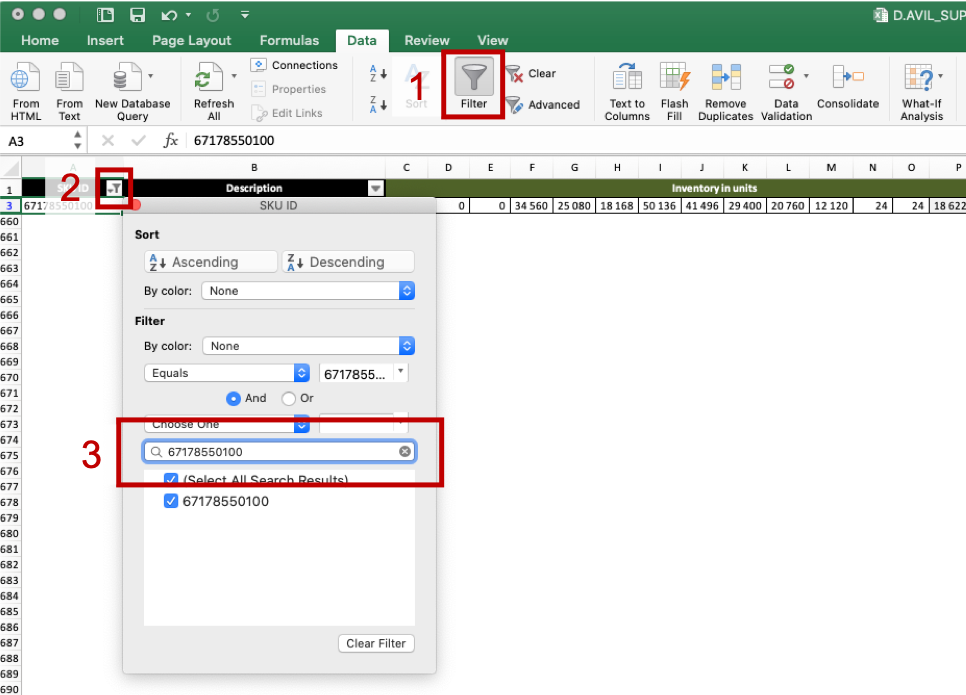 D.AVIL_SUP
Home Insert Page Layout Formulas Data Review View
From HTML
From Text
New Database Query
Refresh All
Connections
Properties
Edit Links
A Z
Z A
1
Sort
Filter
Clear
Advanced
Text to Columns
Flash Fill
Remove Duplicates
Data Validation
Consolidate
What-If Analysis
A3 fx 67178550100
A B C D E F G H I J K L M N O P
1 SKU ID Description Inventory in units
2
3 67178550100 0 0 34 560 25 080 18 168 50 136 41 496 29 400 20 760 12 120 24 24 18 622
SKU ID
660
661
662
663
664
665
666
667
668
669
670
671
672
673
674
675
676
677
678
679
680
681
682
683
684
685
686
687
688
689
690
Sort
A Z Ascending Z A Descending
By color: None
Filter
By color: None
Equals 6717855...
And Or
Choose One
3
67178550100
(Select All Search Results)
67178550100
Clear Filter